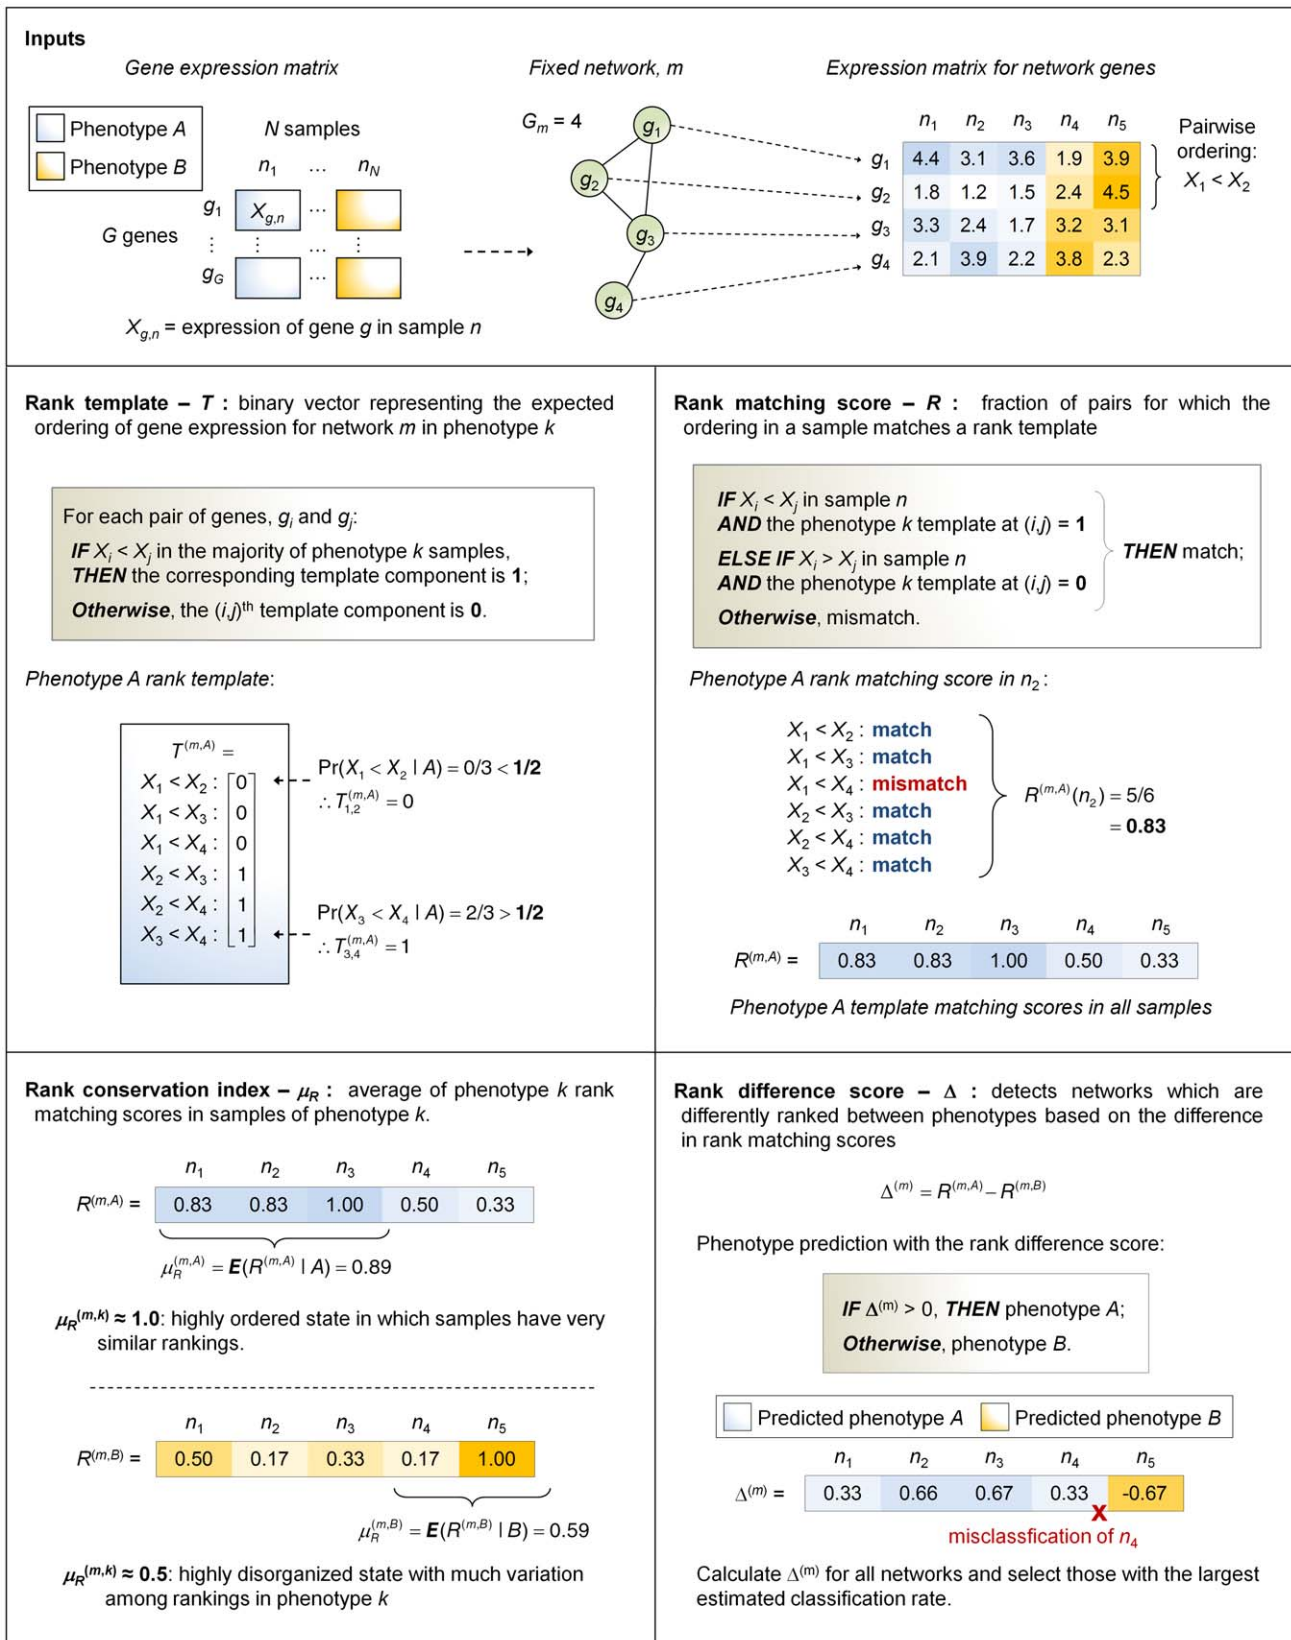 Inputs
Gene expression matrix
Fixed network, m
Expression matrix for network genes
Phenotype A
Phenotype B
N samples
n1 ... nN
g1 Xg,n ...
G genes
⋮ ⋮ ... ⋮
gG ...
Xg,n = expression of gene g in sample n
Gm = 4
g1
g2
g3
g4
n1 n2 n3 n4 n5
g1 4.4 3.1 3.6 1.9 3.9
g2 1.8 1.2 1.5 2.4 4.5
g3 3.3 2.4 1.7 3.2 3.1
g4 2.1 3.9 2.2 3.8 2.3
Pairwise
ordering:
X1 < X2
Rank template – T : binary vector representing the expected
ordering of gene expression for network m in phenotype k
For each pair of genes, gi and gj:
IF Xi < Xj in the majority of phenotype k samples,
THEN the corresponding template component is 1;
Otherwise, the (i,j)th template component is 0.
Phenotype A rank template:
T(m,A) =
X1 < X2 : 0
X1 < X3 : 0
X1 < X4 : 0
X2 < X3 : 1
X2 < X4 : 1
X3 < X4 : 1
Pr(X1 < X2 | A) = 0/3 < 1/2
∴ T1,2(m,A) = 0
Pr(X3 < X4 | A) = 2/3 > 1/2
∴ T3,4(m,A) = 1
Rank matching score – R : fraction of pairs for which the
ordering in a sample matches a rank template
IF Xi < Xj in sample n
AND the phenotype k template at (i,j) = 1
ELSE IF Xi > Xj in sample n
AND the phenotype k template at (i,j) = 0
THEN match;
Otherwise, mismatch.
Phenotype A rank matching score in n2 :
X1 < X2 : match
X1 < X3 : match
X1 < X4 : mismatch
X2 < X3 : match
X2 < X4 : match
X3 < X4 : match
R(m,A)(n2) = 5/6
= 0.83
n1 n2 n3 n4 n5
R(m,A) = 0.83 0.83 1.00 0.50 0.33
Phenotype A template matching scores in all samples
Rank conservation index – μR : average of phenotype k rank
matching scores in samples of phenotype k.
n1 n2 n3 n4 n5
R(m,A) = 0.83 0.83 1.00 0.50 0.33
μR(m,A) = E(R(m,A) | A) = 0.89
μR(m,k) ≈ 1.0: highly ordered state in which samples have very
similar rankings.
n1 n2 n3 n4 n5
R(m,B) = 0.50 0.17 0.33 0.17 1.00
μR(m,B) = E(R(m,B) | B) = 0.59
μR(m,k) ≈ 0.5: highly disorganized state with much variation
among rankings in phenotype k
Rank difference score – Δ : detects networks which are
differently ranked between phenotypes based on the difference
in rank matching scores
Δ(m) = R(m,A) – R(m,B)
Phenotype prediction with the rank difference score:
IF Δ(m) > 0, THEN phenotype A;
Otherwise, phenotype B.
Predicted phenotype A Predicted phenotype B
n1 n2 n3 n4 n5
Δ(m) = 0.33 0.66 0.67 0.33 -0.67
x
misclassfication of n4
Calculate Δ(m) for all networks and select those with the largest
estimated classification rate.